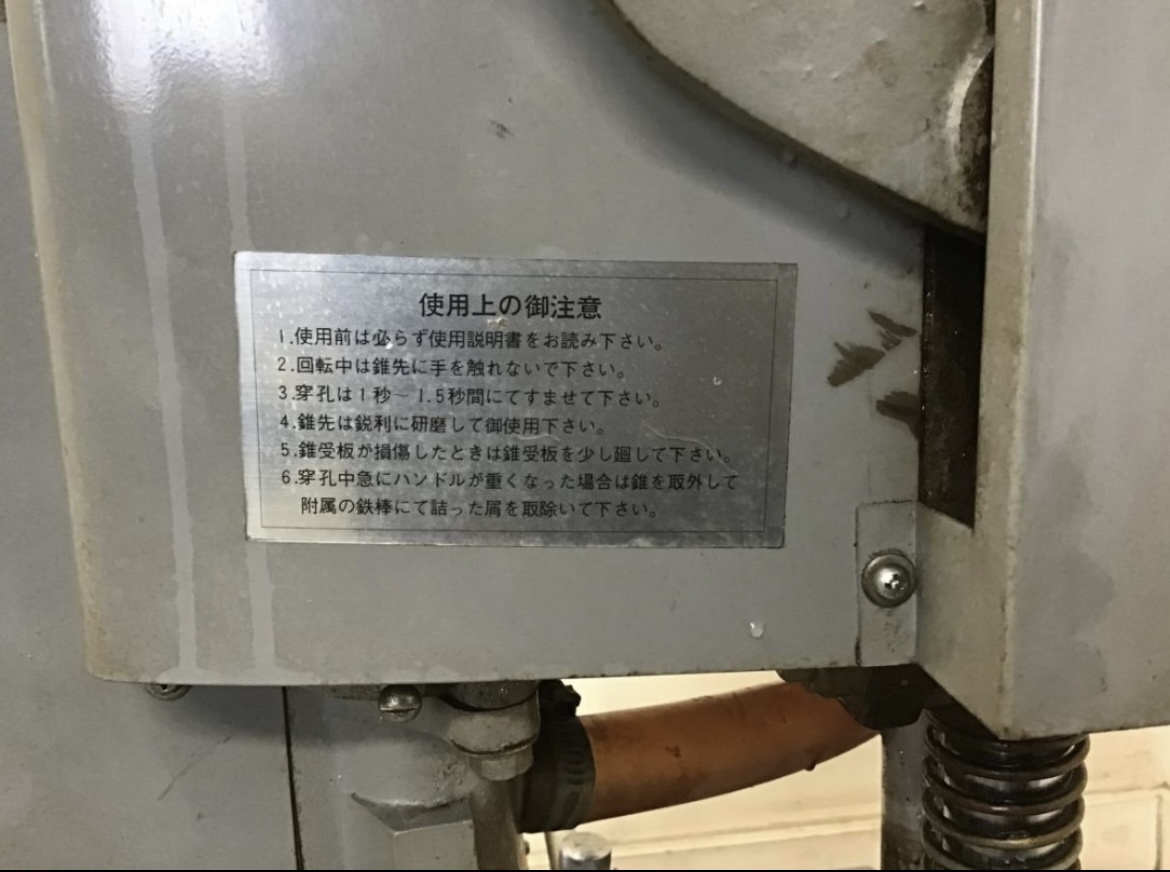 使用上の御注意
1.使用前は必らず使用説明書をお読み下さい。
2.回転中は錐先に手を触れないで下さい。
3.穿孔は1秒〜1.5秒間にてすませて下さい。
4.錐先は鋭利に研磨して御使用下さい。
5.錐受板が損傷したときは錐受板を少し廻して下さい。
6.穿孔中急にハンドルが重くなった場合は錐を取外して
附属の鉄棒にて詰った屑を取除いて下さい。